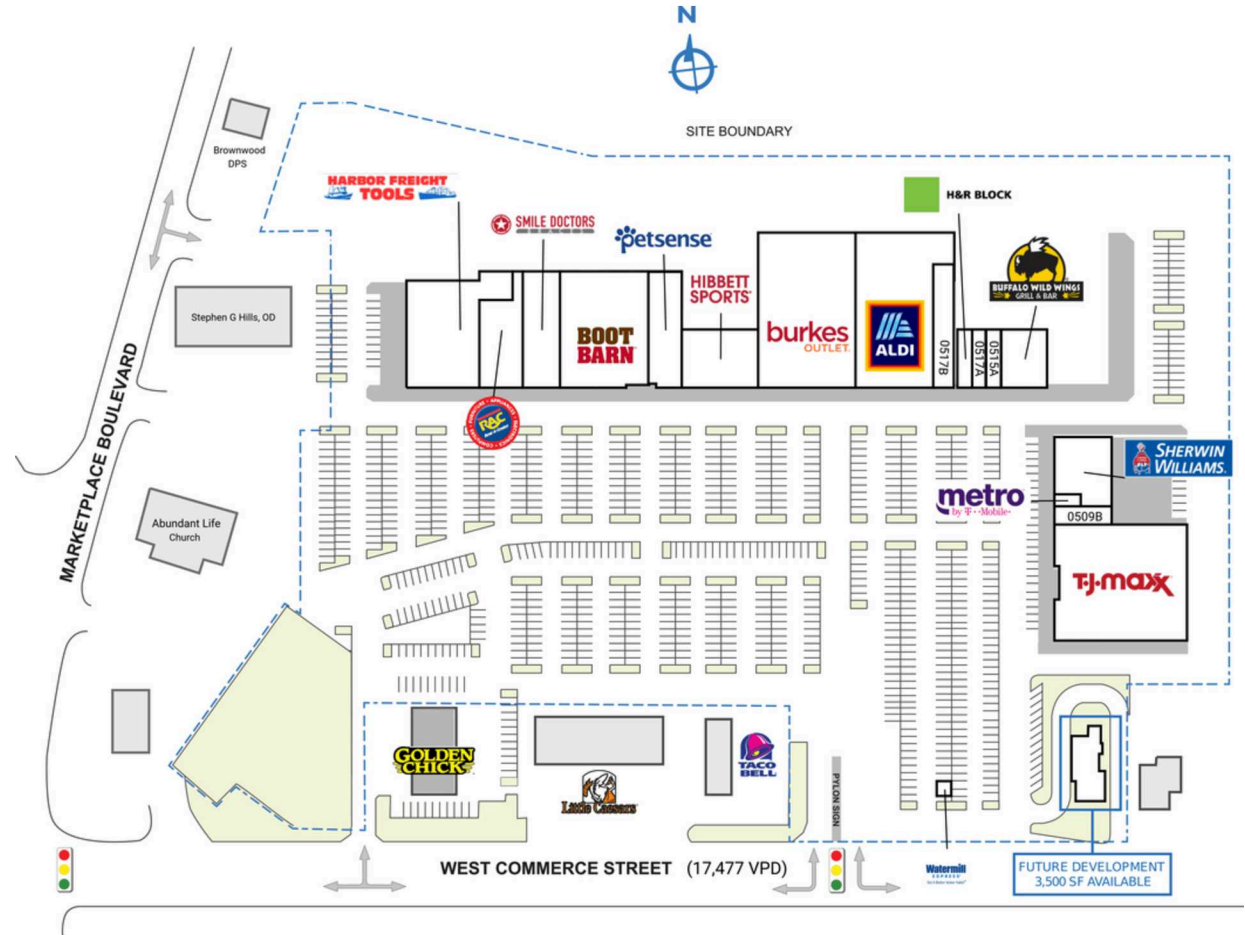 N
SITE BOUNDARY
Brownwood
DPS
HARBOR FREIGHT
TOOLS
SMILE DOCTORS
BRACES
petsense
H&R BLOCK
HIBBETT
SPORTS
BUFFALO WILD WINGS
GRILL & BAR
Stephen G Hills, OD
BOOT
BARN
burkes
OUTLET
ALDI
0517B
0517A
0515A
RAC
MARKETPLACE BOULEVARD
SHERWIN
WILLIAMS.
metro
by T-Mobile
0509B
Abundant Life
Church
T.J.maxx
GOLDEN
CHICK
Little Caesars
TACO
BELL
PYLON SIGN
WEST COMMERCE STREET (17,477 VPD)
Watermill
EXPRESS
FUTURE DEVELOPMENT
3,500 SF AVAILABLE